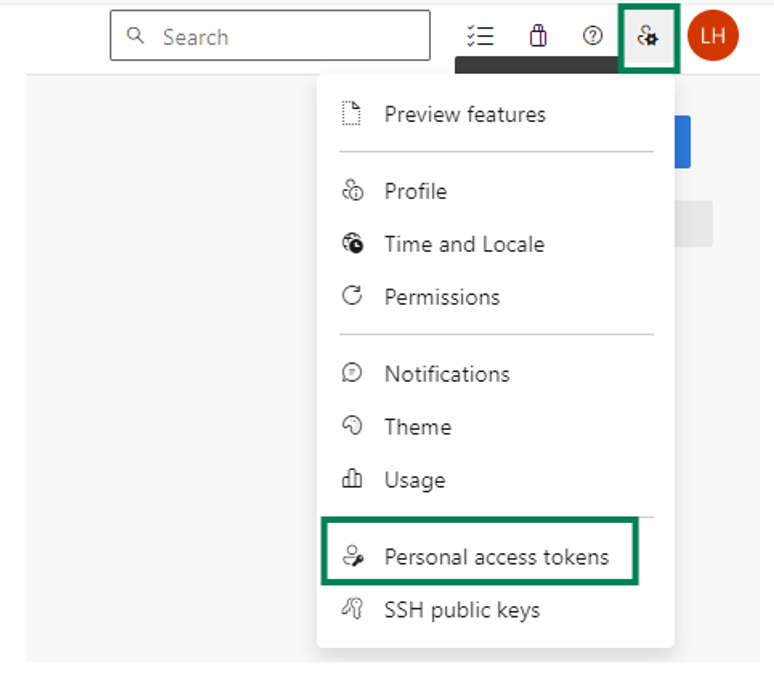 Search
LH
Preview features
Profile
Time and Locale
Permissions
Notifications
Theme
Usage
Personal access tokens
SSH public keys